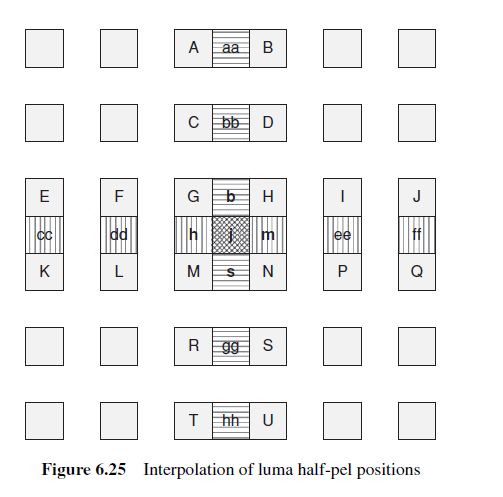 A aa B
C bb D
E F G b H I J
cc dd h j m ee ff
K L M s N P Q
R gg S
T hh U
Figure 6.25 Interpolation of luma half-pel positions